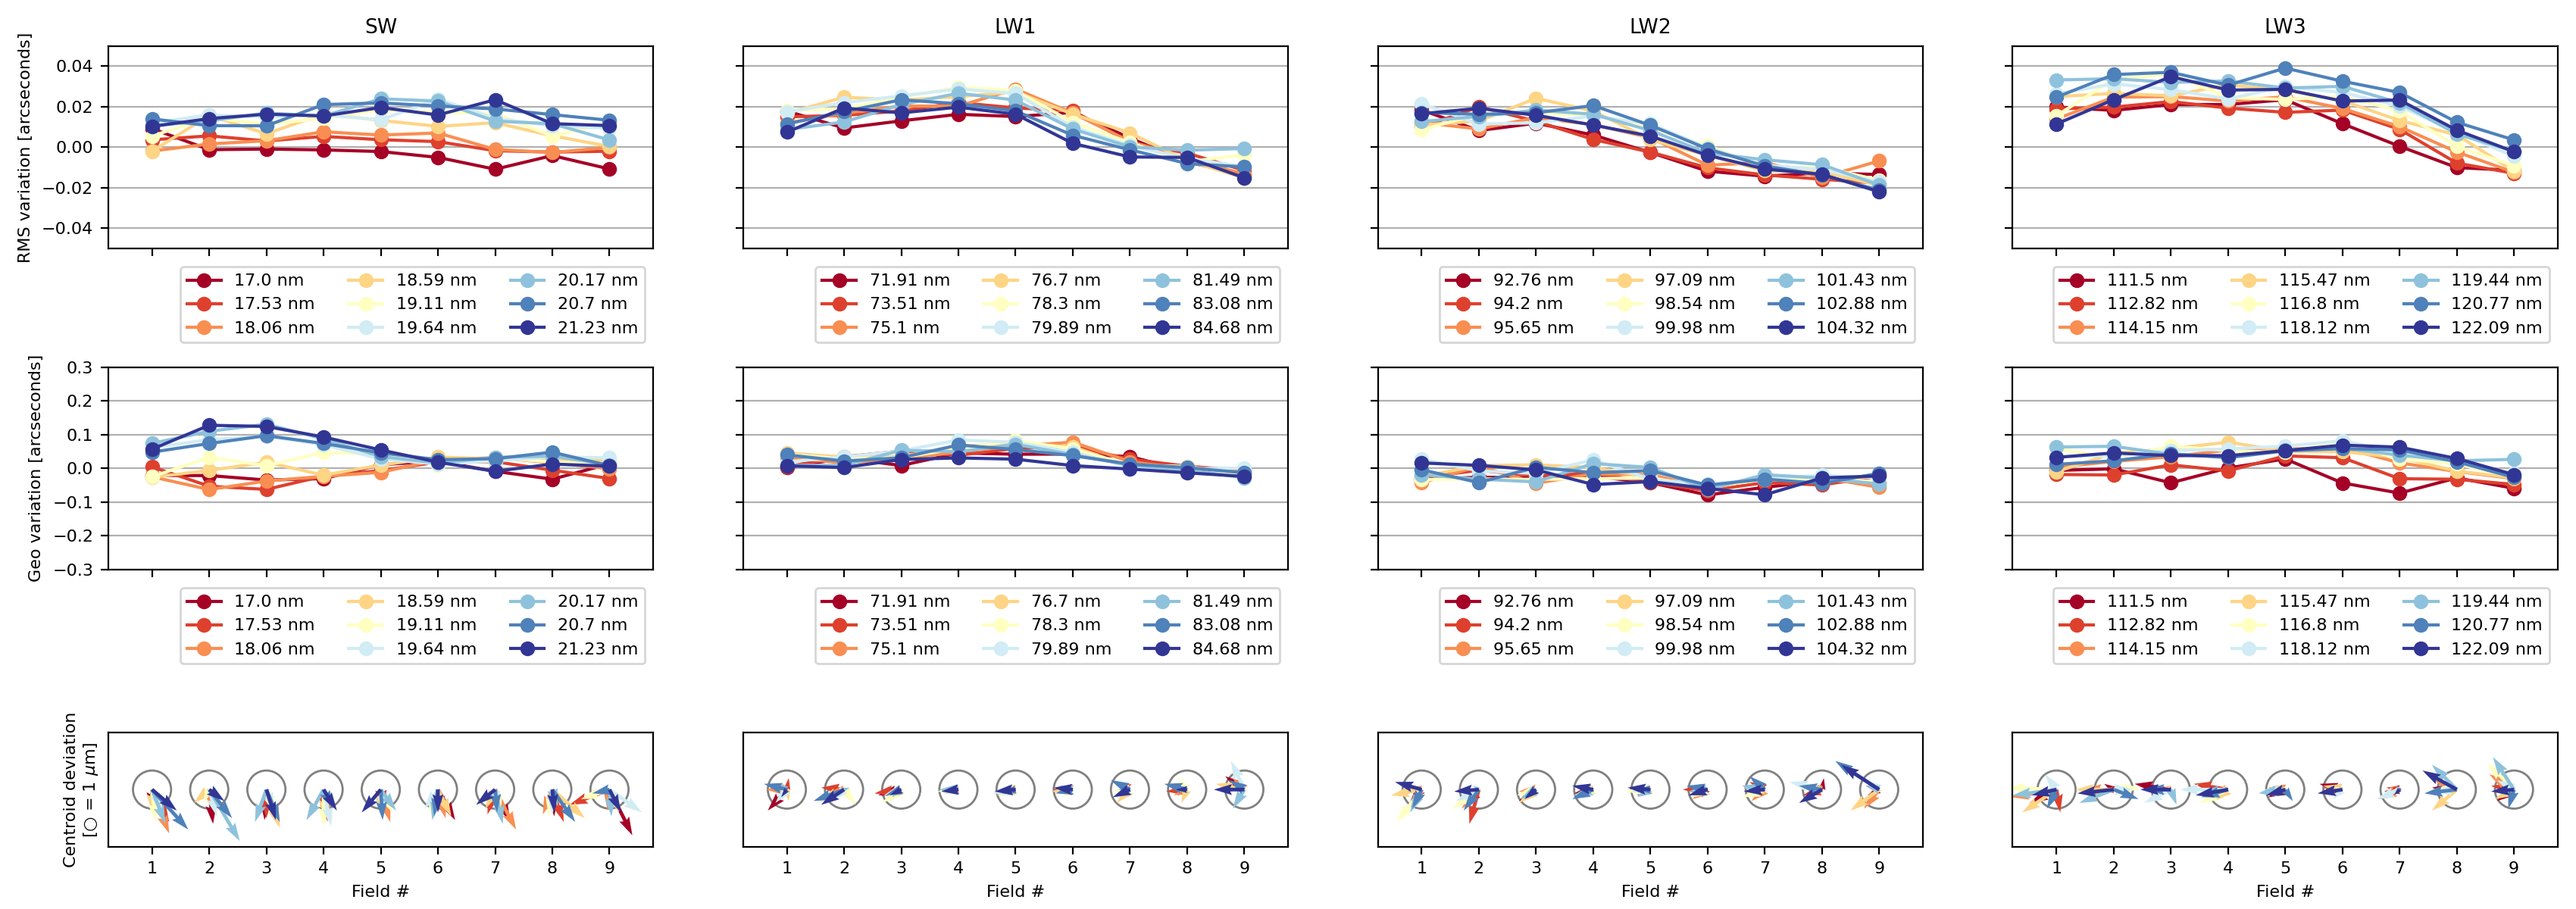 SW LW1 LW2 LW3
RMS variation [arcseconds]
0.04
0.02
0.00
−0.02
−0.04
17.0 nm 18.59 nm 20.17 nm
17.53 nm 19.11 nm 20.7 nm
18.06 nm 19.64 nm 21.23 nm
71.91 nm 76.7 nm 81.49 nm
73.51 nm 78.3 nm 83.08 nm
75.1 nm 79.89 nm 84.68 nm
92.76 nm 97.09 nm 101.43 nm
94.2 nm 98.54 nm 102.88 nm
95.65 nm 99.98 nm 104.32 nm
111.5 nm 115.47 nm 119.44 nm
112.82 nm 116.8 nm 120.77 nm
114.15 nm 118.12 nm 122.09 nm
Geo variation [arcseconds]
0.3
0.2
0.1
0.0
−0.1
−0.2
−0.3
17.0 nm 18.59 nm 20.17 nm
17.53 nm 19.11 nm 20.7 nm
18.06 nm 19.64 nm 21.23 nm
71.91 nm 76.7 nm 81.49 nm
73.51 nm 78.3 nm 83.08 nm
75.1 nm 79.89 nm 84.68 nm
92.76 nm 97.09 nm 101.43 nm
94.2 nm 98.54 nm 102.88 nm
95.65 nm 99.98 nm 104.32 nm
111.5 nm 115.47 nm 119.44 nm
112.82 nm 116.8 nm 120.77 nm
114.15 nm 118.12 nm 122.09 nm
Centroid deviation
[○ = 1 μm]
1 2 3 4 5 6 7 8 9
Field #
1 2 3 4 5 6 7 8 9
Field #
1 2 3 4 5 6 7 8 9
Field #
1 2 3 4 5 6 7 8 9
Field #